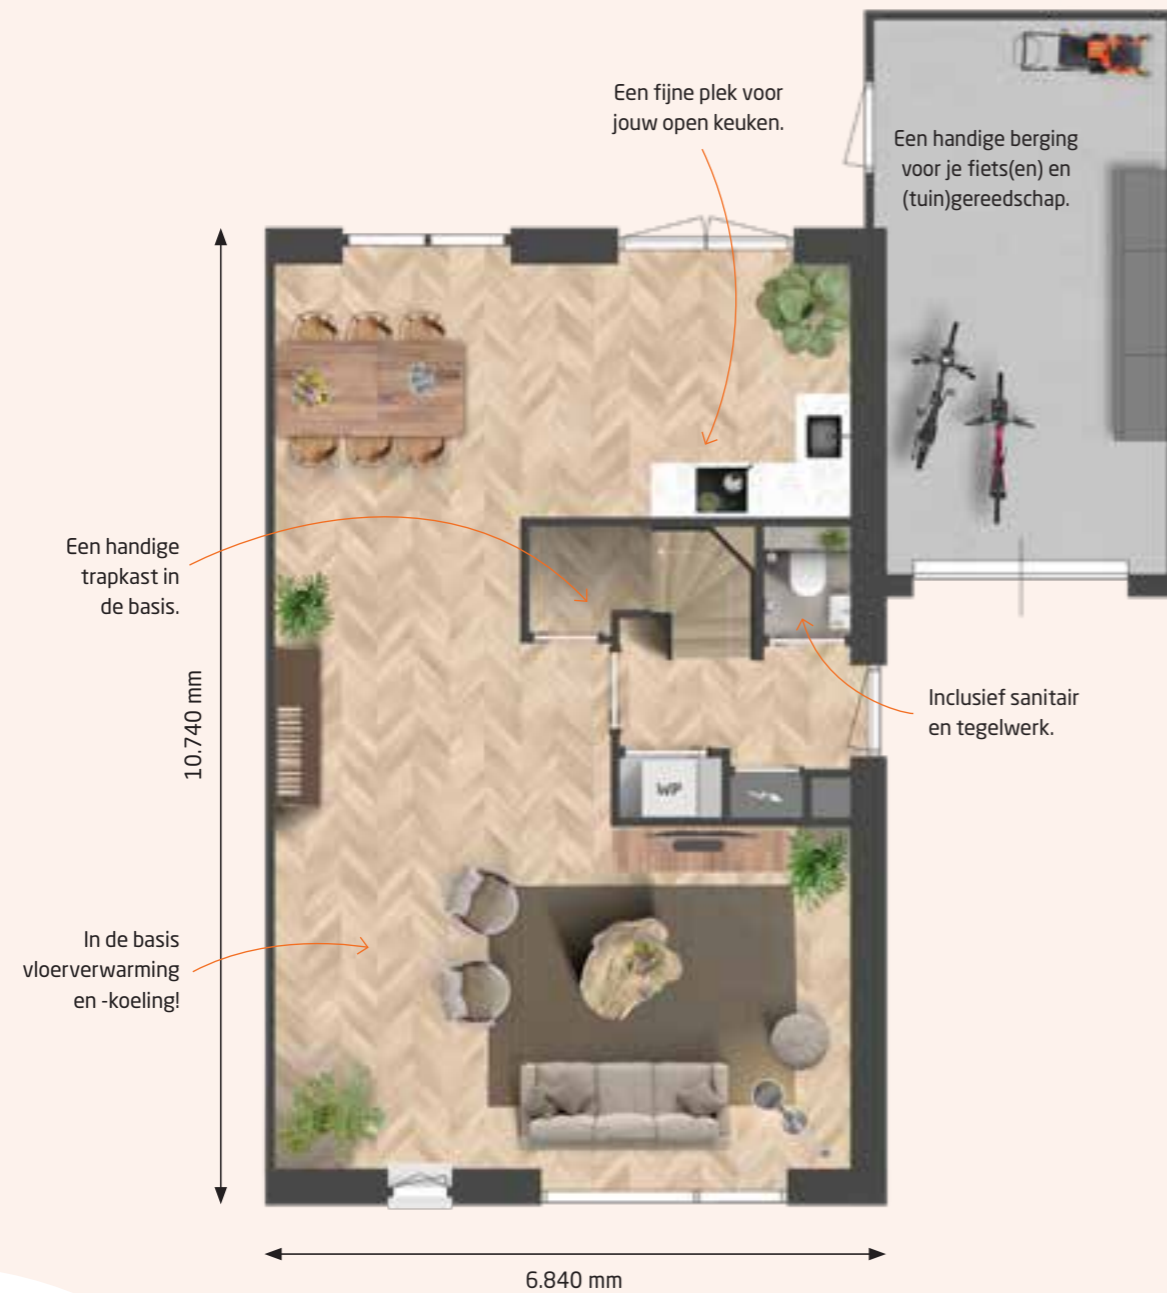 Een fijne plek voor
jouw open keuken.
Een handige berging
voor je fiets(en) en
(tuin)gereedschap.
Een handige
trapkast in
de basis.
10.740 mm
Inclusief sanitair
en tegelwerk.
WP
In de basis
vloerverwarming
en -koeling!
6.840 mm